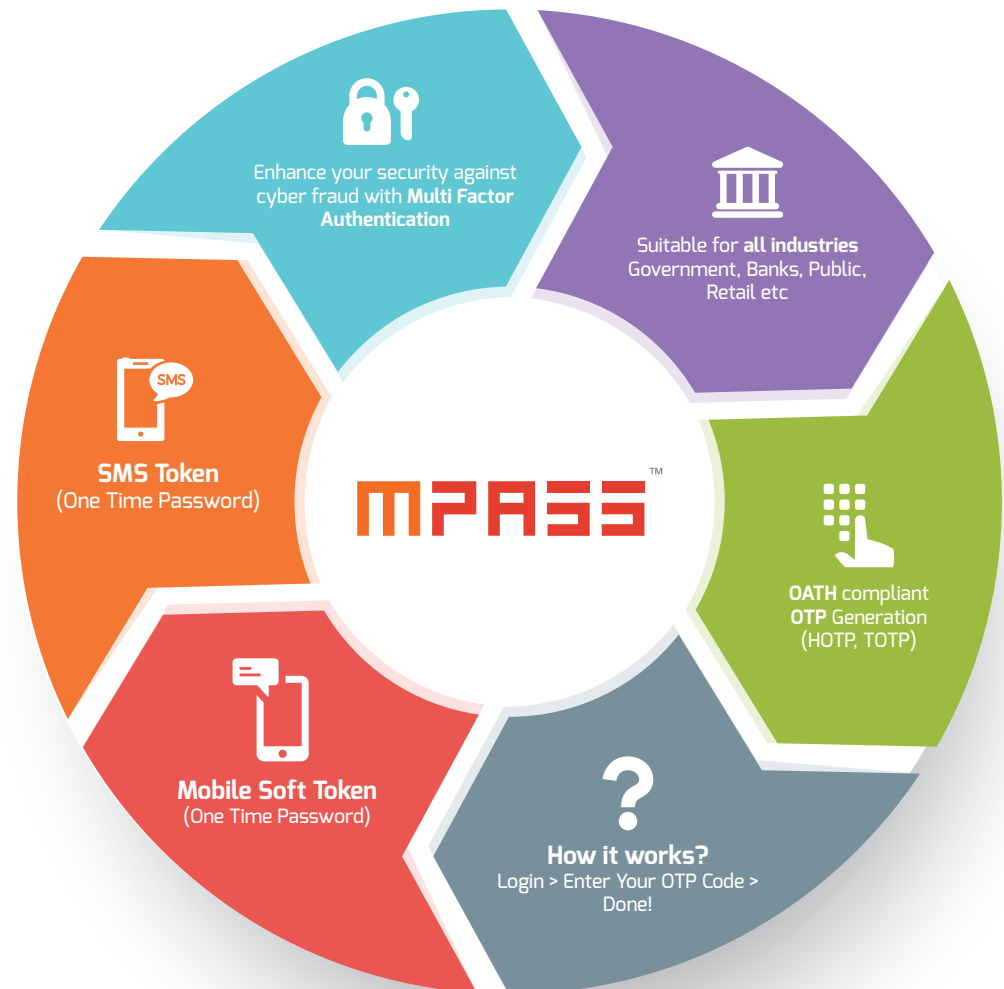 Enhance your security against
cyber fraud with Multi Factor
Authentication
Suitable for all industries
Government, Banks, Public,
Retail etc
SMS
SMS Token
(One Time Password)
mPASS™
OATH compliant
OTP Generation
(HOTP, TOTP)
Mobile Soft Token
(One Time Password)
How it works?
Login > Enter Your OTP Code >
Done!